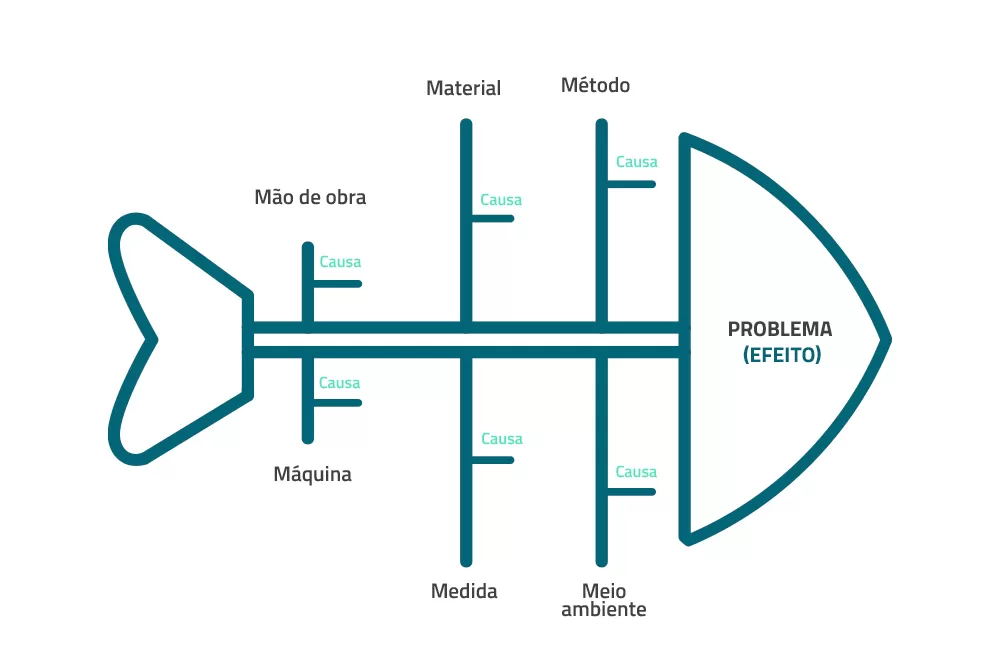 Material
Método
Causa
Mão de obra
Causa
Causa
PROBLEMA
(EFEITO)
Causa
Causa
Causa
Máquina
Medida
Meio
ambiente